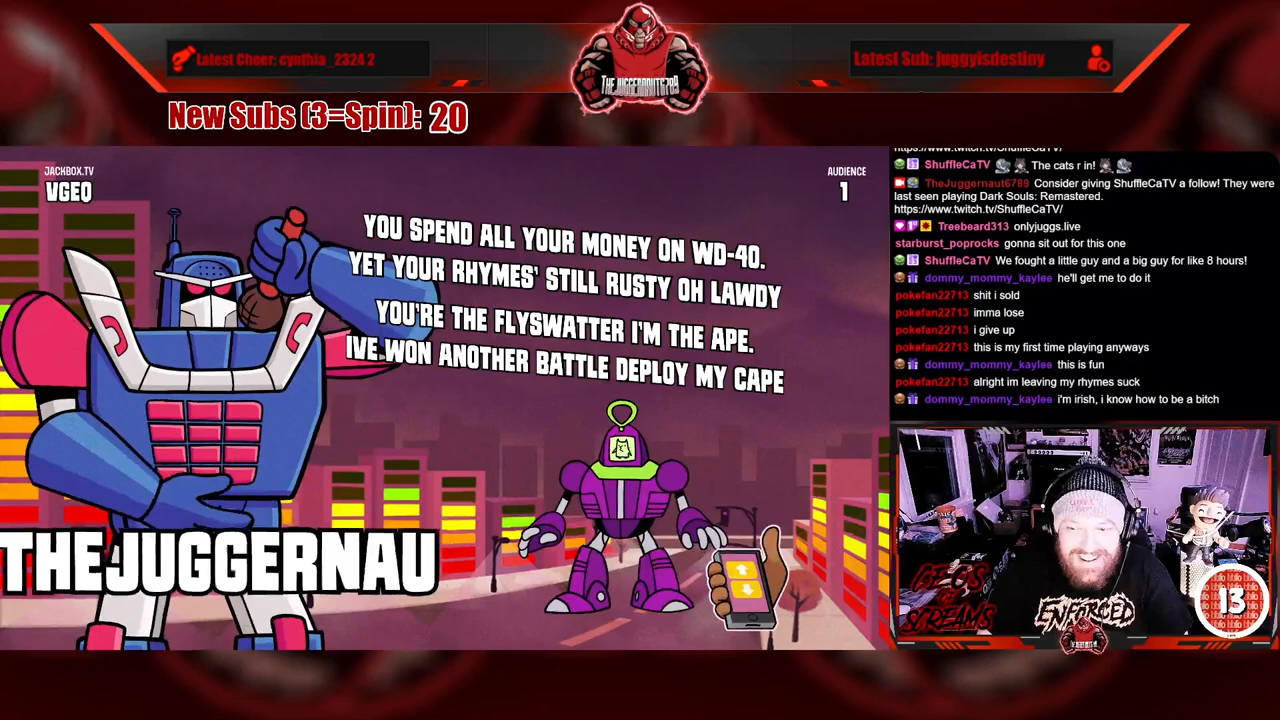 Latest Cheer: cynthia_2324 2
THEJUGGERNAUT6789
Latest Sub: juggyisdestiny
New Subs (3=Spin): 20
JACKBOX.TV
VGEQ
AUDIENCE
1
YOU SPEND ALL YOUR MONEY ON WD-40.
YET YOUR RHYMES' STILL RUSTY OH LAWDY
YOU'RE THE FLYSWATTER I'M THE APE.
IVE WON ANOTHER BATTLE DEPLOY MY CAPE
THEJUGGERNAU
https://www.twitch.tv/ShuffleCaTV/
ShuffleCaTV The cats r in!
TheJuggernaut6789 Consider giving ShuffleCaTV a follow! They were
last seen playing Dark Souls: Remastered.
https://www.twitch.tv/ShuffleCaTV/
Treebeard313 onlyjuggs.live
starburst_poprocks gonna sit out for this one
ShuffleCaTV We fought a little guy and a big guy for like 8 hours!
dommy_mommy_kaylee he'll get me to do it
pokefan22713 shit i sold
pokefan22713 imma lose
pokefan22713 i give up
pokefan22713 this is my first time playing anyways
dommy_mommy_kaylee this is fun
pokefan22713 alright im leaving my rhymes suck
dommy_mommy_kaylee i'm irish, i know how to be a bitch
SCREAMS
ENFORCED
13